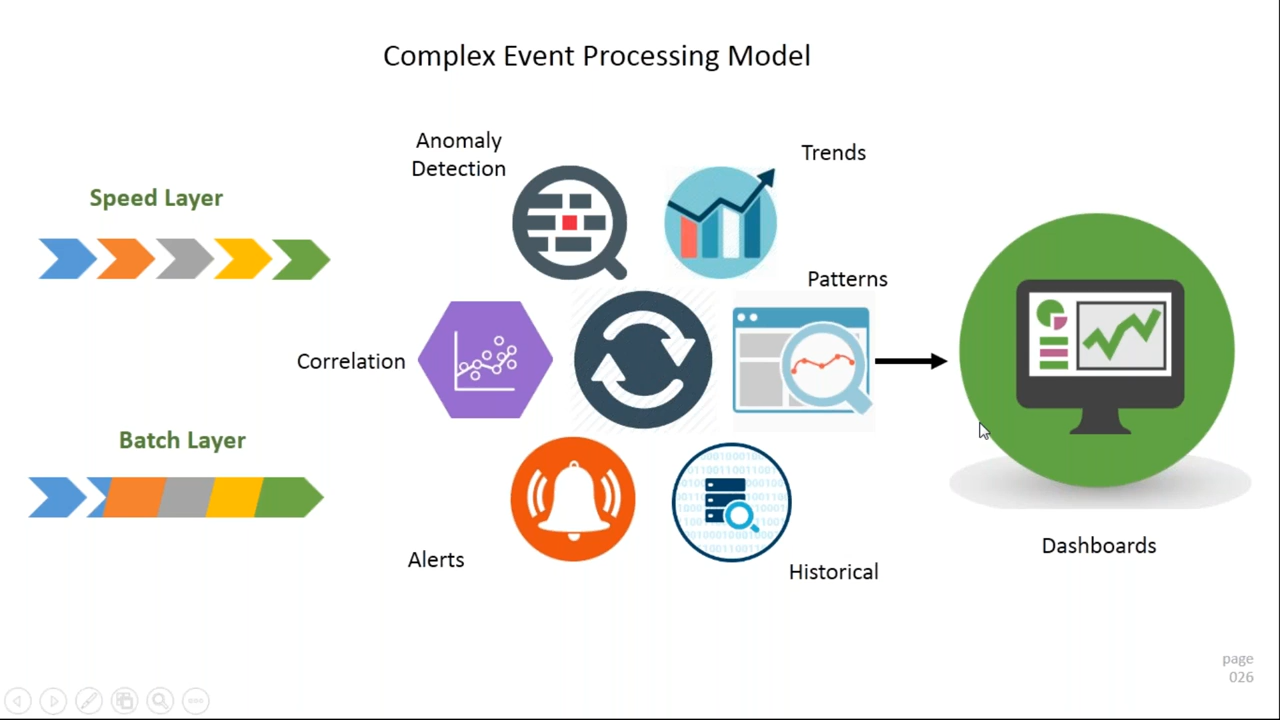 Complex Event Processing Model
Anomaly
Detection
Trends
Speed Layer
Patterns
Correlation
Batch Layer
Alerts
Historical
Dashboards
page
026